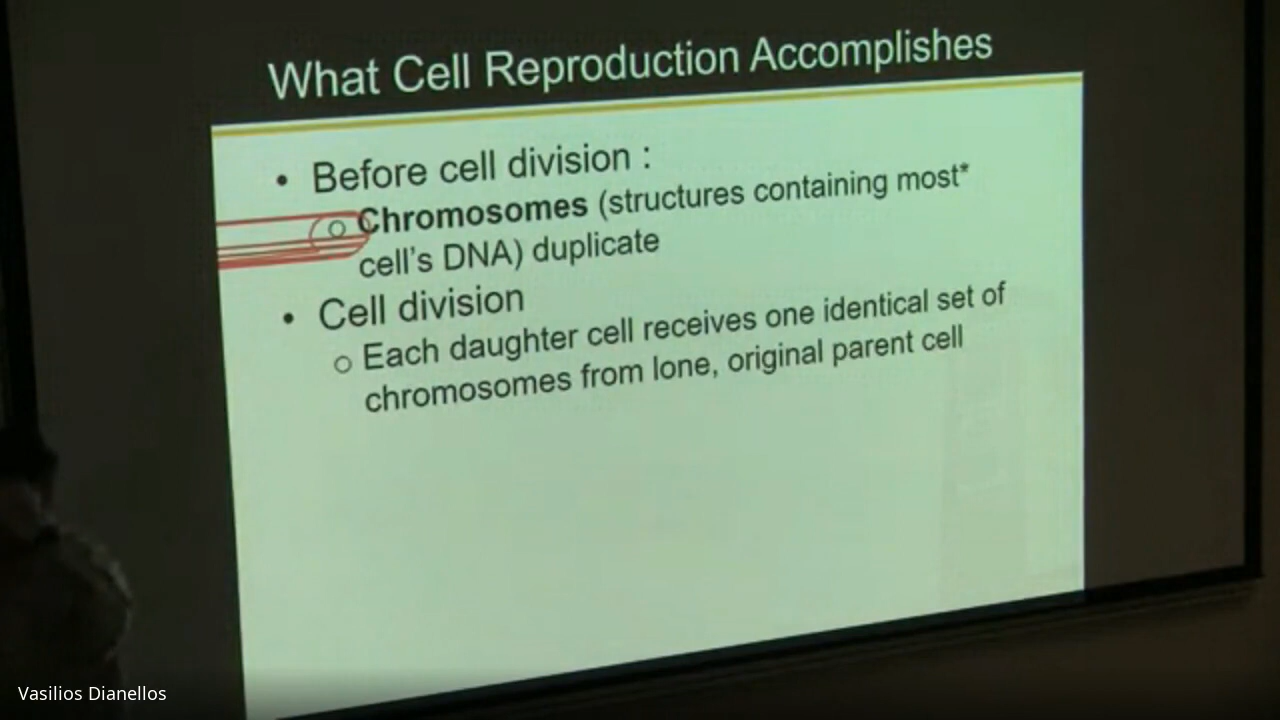 What Cell Reproduction Accomplishes
• Before cell division :
○ Chromosomes (structures containing most*
cell's DNA) duplicate
• Cell division
○ Each daughter cell receives one identical set of
chromosomes from lone, original parent cell
Vasilios Dianellos